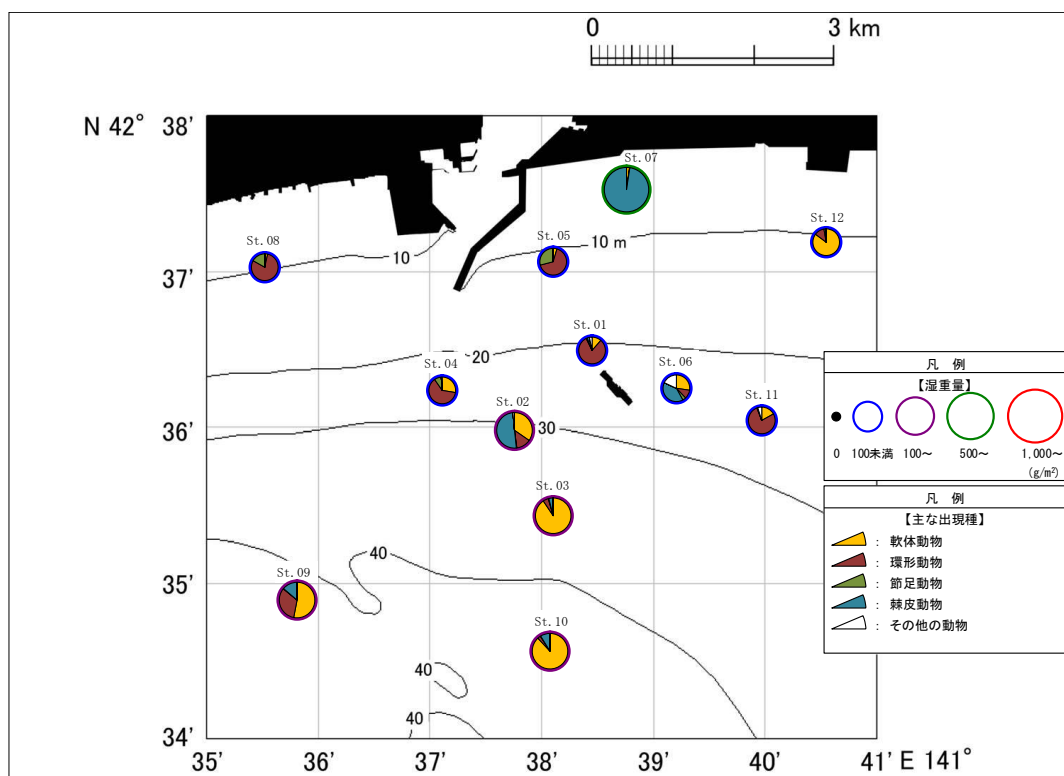 0 3 km
N 42° 38'
St.07
St.12
St.08
St.05
10 m
10
37'
St.01
20
St.04
St.06
St.02
St.11
30
36'
St.03
40
35'
St.09
St.10
40
40
34'
35' 36' 37' 38' 39' 40' 41' E 141°
凡 例
【湿重量】
0 100未満 100～ 500～ 1,000～
(g/m²)
凡 例
【主な出現種】
： 軟体動物
： 環形動物
： 節足動物
： 棘皮動物
： その他の動物